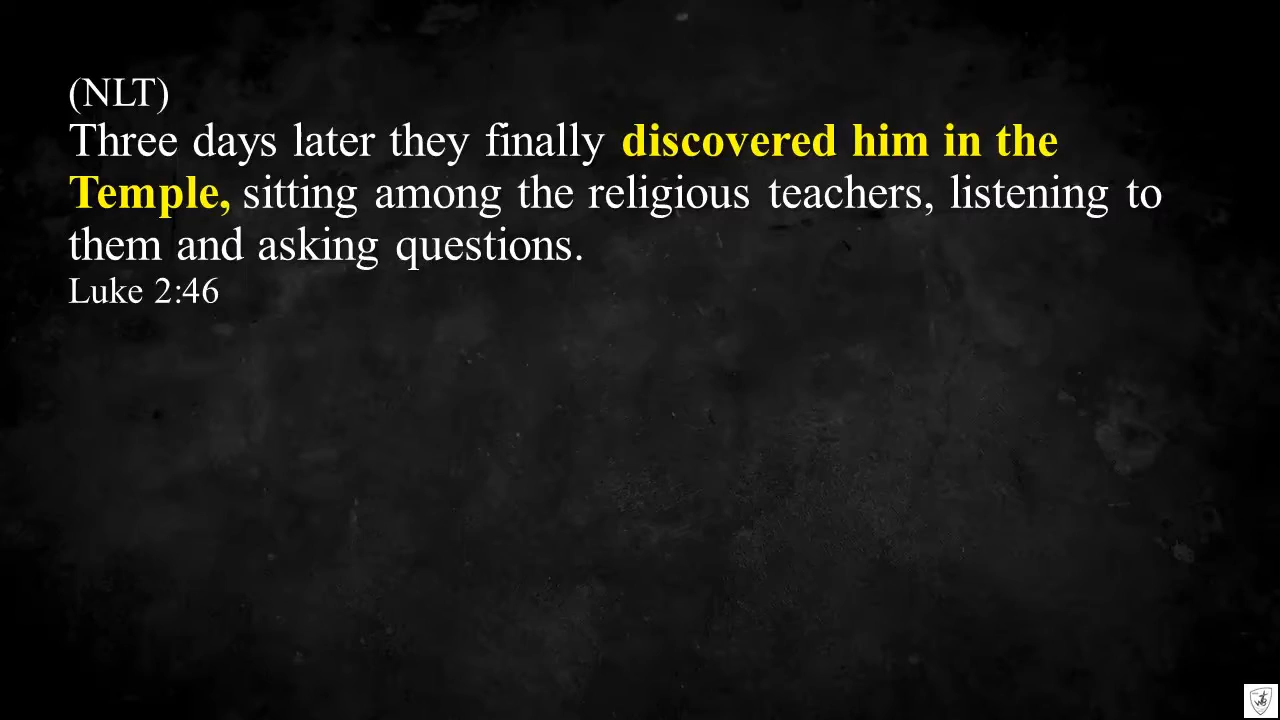 (NLT)
Three days later they finally discovered him in the
Temple, sitting among the religious teachers, listening to
them and asking questions.
Luke 2:46